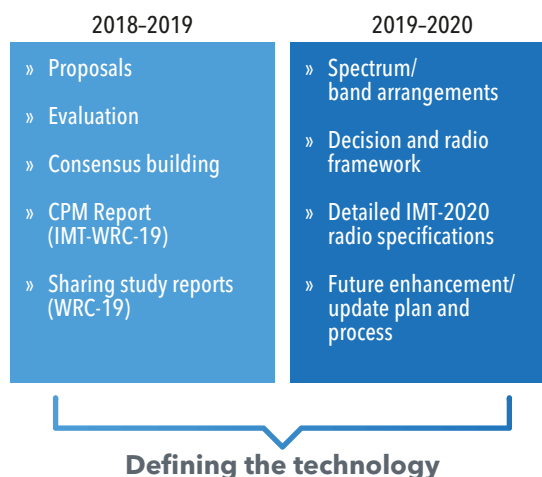 2018–2019
» Proposals
» Evaluation
» Consensus building
» CPM Report
(IMT-WRC-19)
» Sharing study reports
(WRC-19)
2019–2020
» Spectrum/
band arrangements
» Decision and radio
framework
» Detailed IMT-2020
radio specifications
» Future enhancement/
update plan and
process
Defining the technology